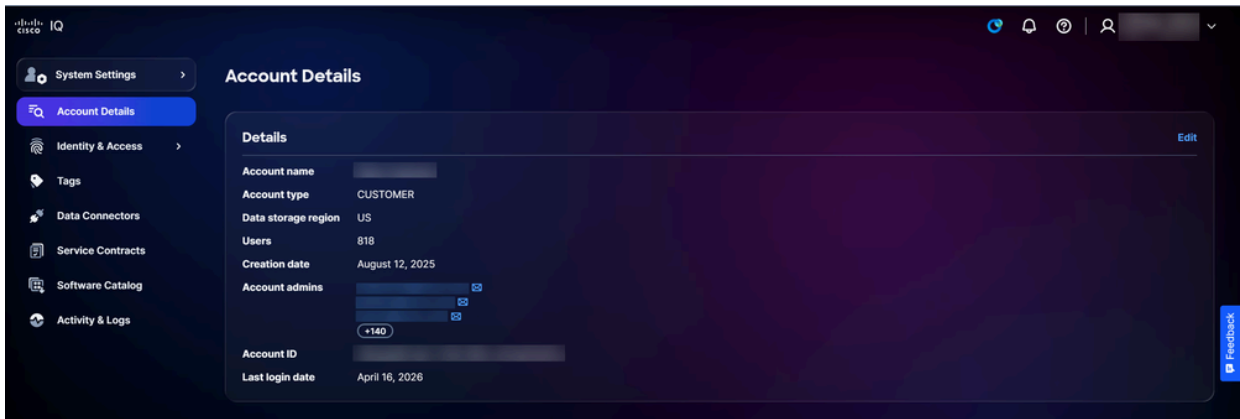 cisco IQ
System Settings
Account Details
Identity & Access
Tags
Data Connectors
Service Contracts
Software Catalog
Activity & Logs
Account Details
Details Edit
Account name
Account type CUSTOMER
Data storage region US
Users 818
Creation date August 12, 2025
Account admins
+140
Account ID
Last login date April 16, 2026
Feedback